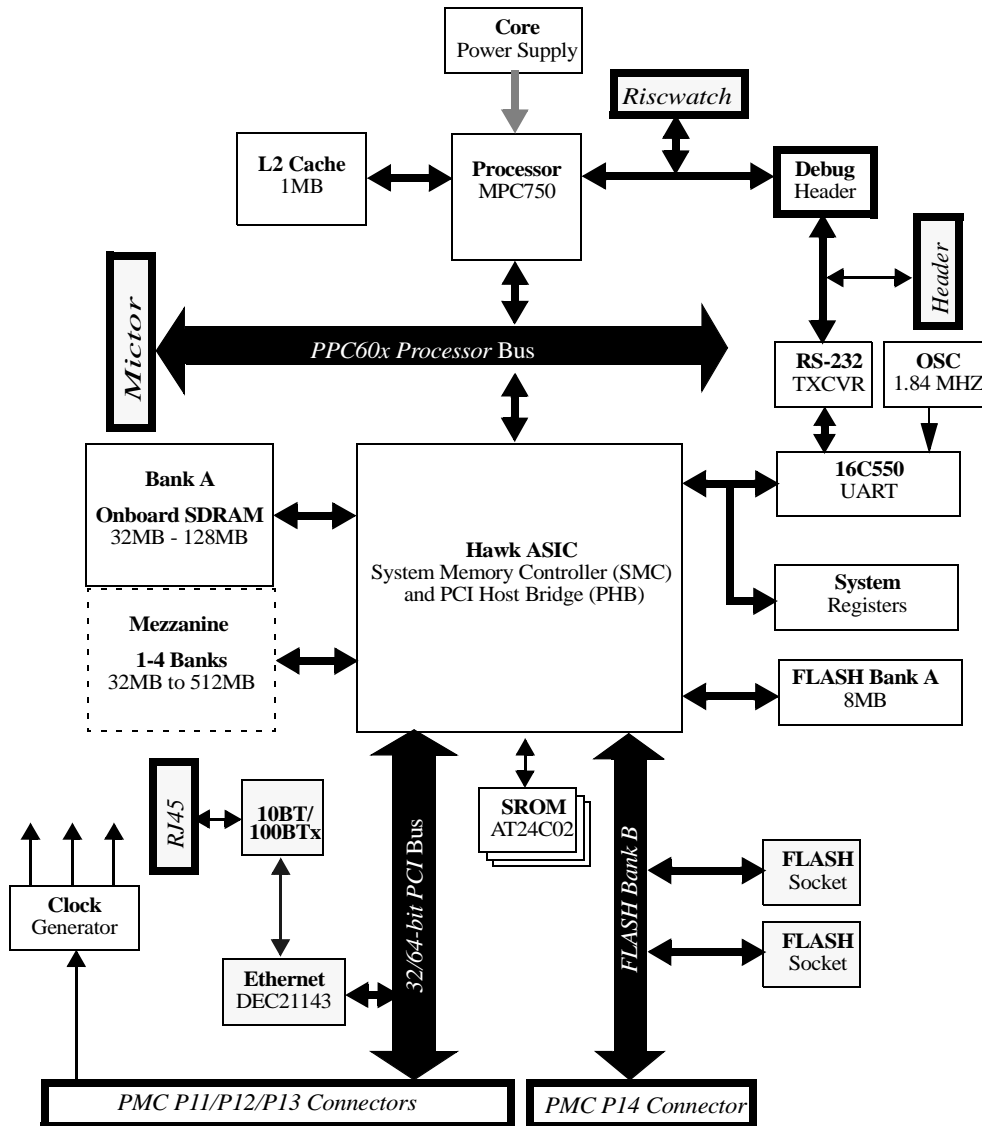 Core
Power Supply
Riscwatch
L2 Cache
1MB
Processor
MPC750
Debug
Header
Header
Mictor
PPC60x Processor Bus
RS-232
TXCVR
OSC
1.84 MHZ
Bank A
Onboard SDRAM
32MB - 128MB
Hawk ASIC
System Memory Controller (SMC)
and PCI Host Bridge (PHB)
16C550
UART
System
Registers
Mezzanine
1-4 Banks
32MB to 512MB
FLASH Bank A
8MB
RJ45
10BT/
100BTx
32/64-bit PCI Bus
SROM
AT24C02
FLASH Bank B
FLASH
Socket
Clock
Generator
FLASH
Socket
Ethernet
DEC21143
PMC P11/P12/P13 Connectors
PMC P14 Connector